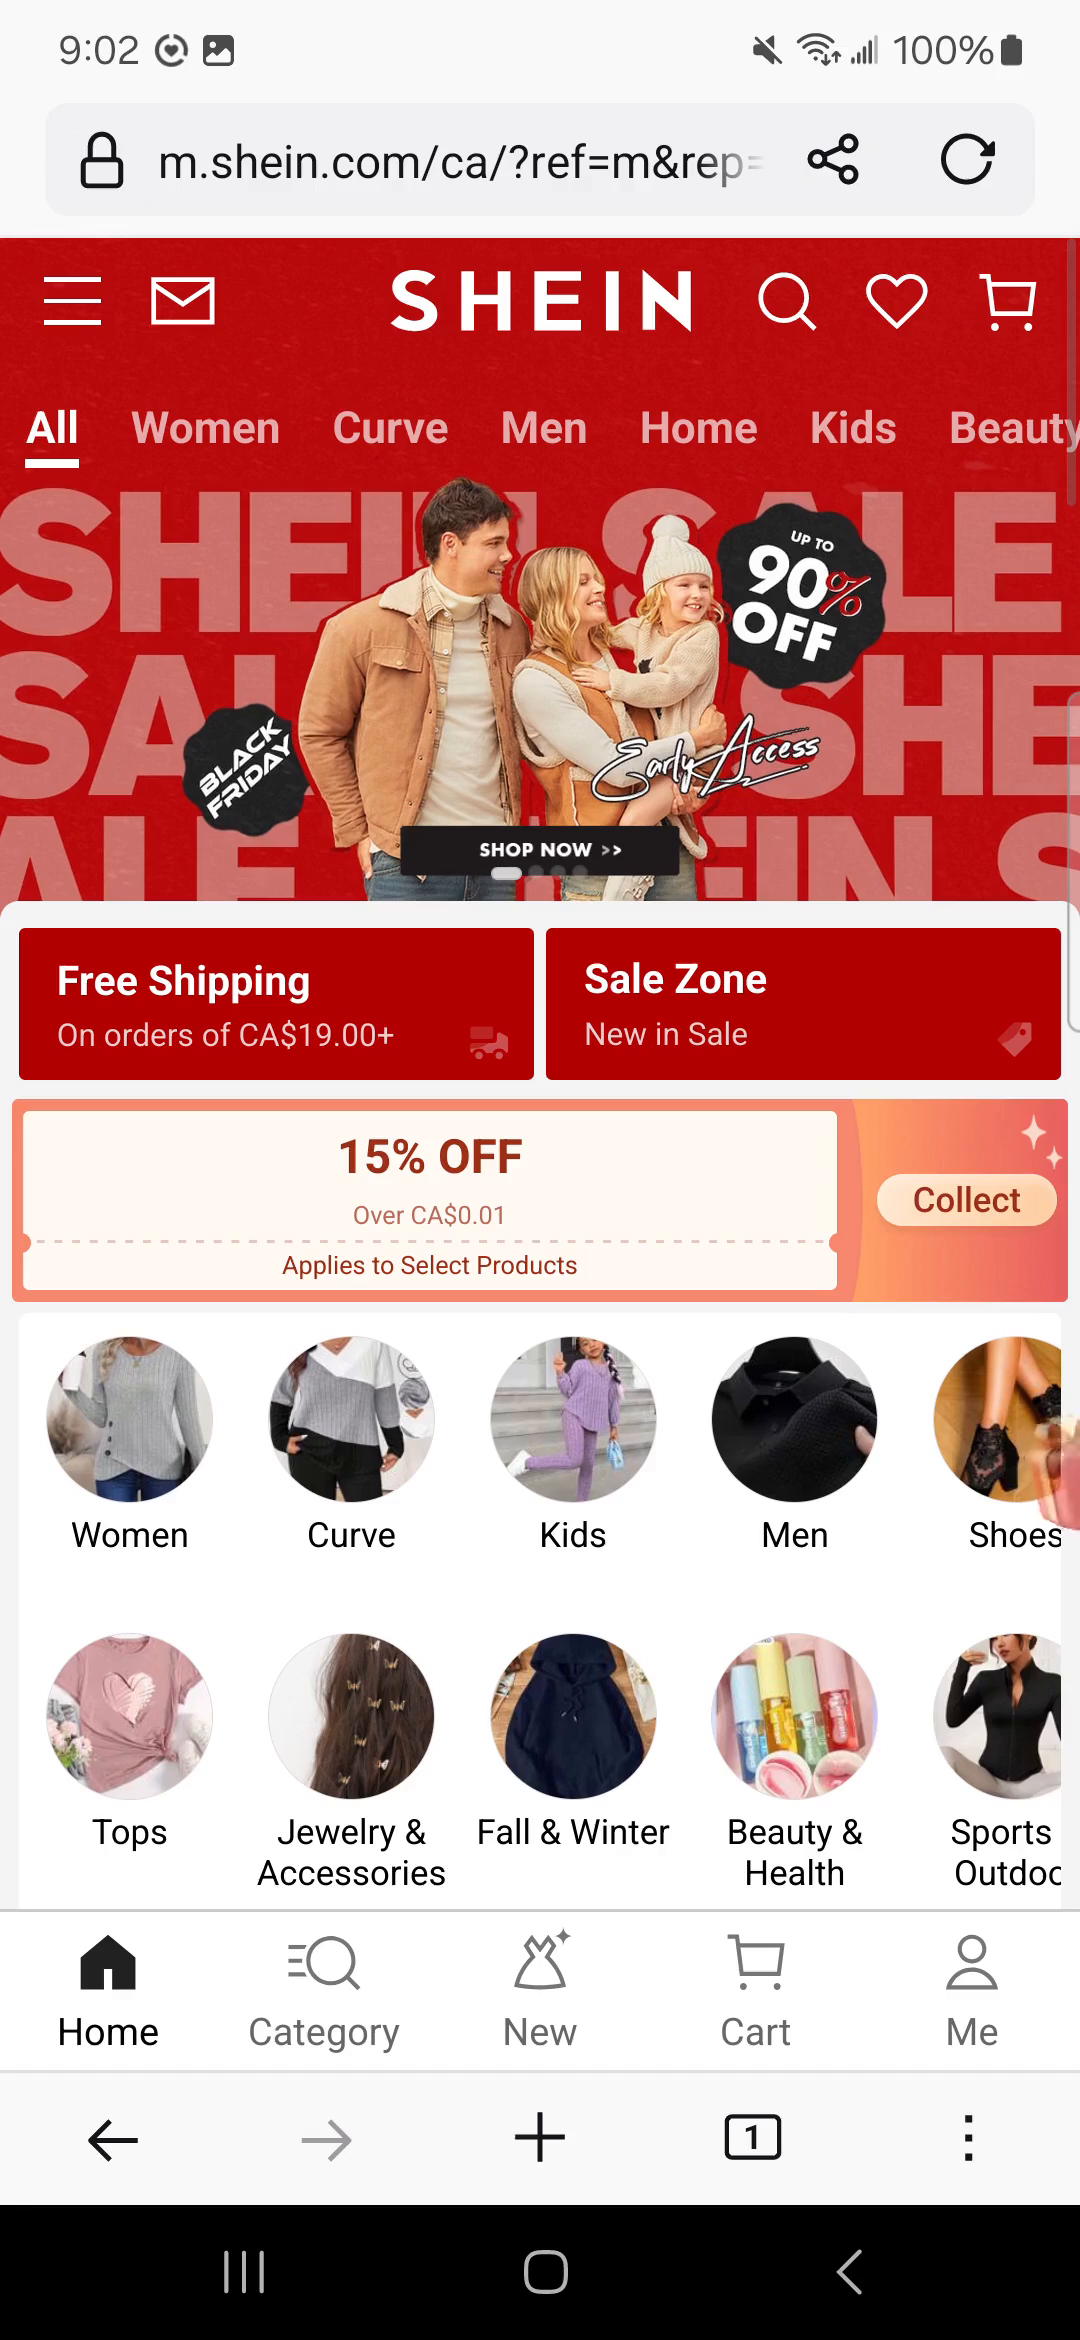 9:02
100%
m.shein.com/ca/?ref=m&rep=
SHEIN
All Women Curve Men Home Kids Beauty
SHEIN SALE
UP TO
90%
OFF
SA SHE
BLACK
FRIDAY
Early Access
ALE EIN S
SHOP NOW >>
Free Shipping
On orders of CA$19.00+
Sale Zone
New in Sale
15% OFF
Over CA$0.01
Applies to Select Products
Collect
Women Curve Kids Men Shoes
Tops Jewelry & Fall & Winter Beauty & Sports
Accessories Health Outdoo
Home Category New Cart Me
1